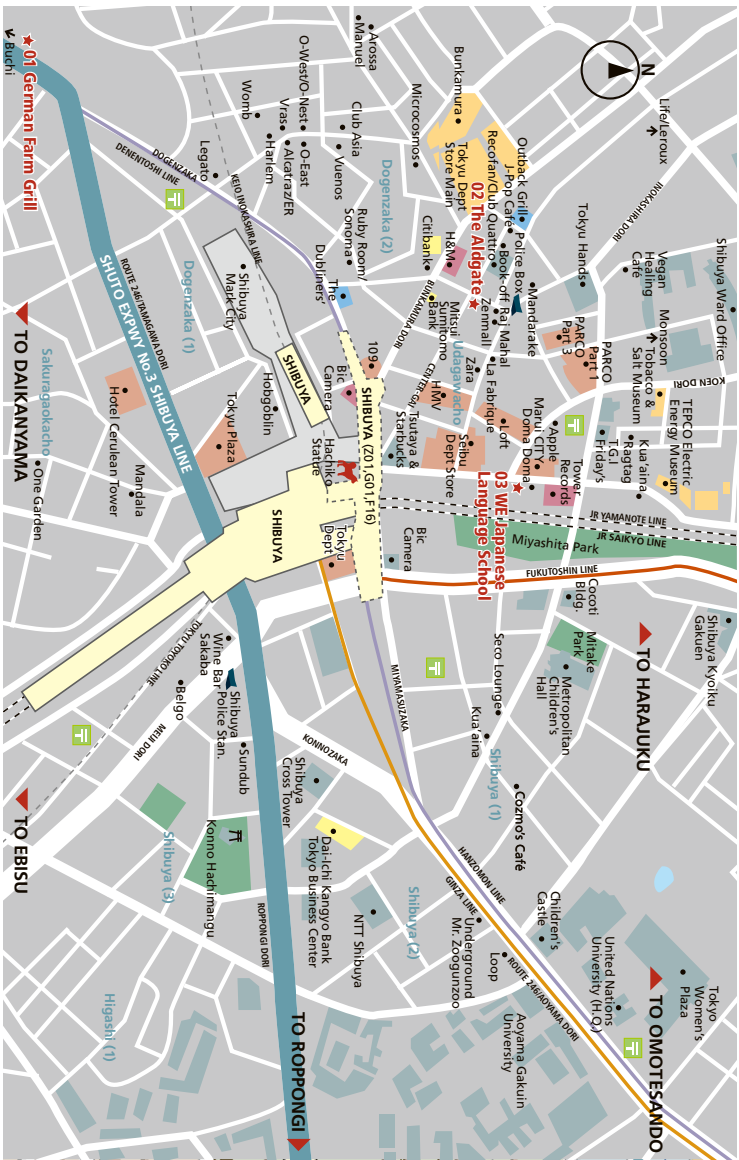 N
Life/Leroux
INOKASHIRA DORI
Shibuya Ward Office
Vegan
Healing
Café
Monsoon
Tobacco &
Salt Museum
KOEN DORI
TEPCO Electric
Energy Museum
Tokyu Hands
PARCO
Part 1
PARCO
Part 3
Kua'aina
Ragtag
T.G.I
Friday's
Tower
Records
Apple
Marui CITY
Doma Doma
Loft
La Fabrique
Seibu
Dept Store
HMV
Zara
Udagawacho
CENTER GAI
Tsutaya &
Starbucks
Mandarake
Police Box
Raj Mahal
Book-off
Zenmall
Outback Grill
J-Pop Café
Recofan/Club Quattro
02 The Aldgate
Bunkamura
Tokyu Dept
Store Main
H&M
Citibank
Mitsui
Sumitomo
Bank
BUNKAMURA DORI
Microcosmos
Arossa
Manuel
Dogenzaka (2)
Club Asia
Vuenos
O-West/O-Nest
O-East
Vras
Alcatraz/ER
Harlem
Womb
Legato
Ruby Room/
Sonoma
The
Dubliners'
109
Bic
Camera
Hachiko
Statue
SHIBUYA (Z01,G01,F16)
SHIBUYA
SHIBUYA
Tokyu
Dept
Bic
Camera
DOGENZAKA
DENENTOSHI LINE
KEIO INOKASHIRA LINE
Dogenzaka (1)
Shibuya
Mark City
Hobgoblin
Tokyu Plaza
ROUTE 246/TAMAGAWA DORI
SHUTO EXPWY No.3 SHIBUYA LINE
01 German Farm Grill
Buchi
TO DAIKANYAMA
Sakuragaokacho
Hotel Cerulean Tower
Mandala
One Garden
03 WE Japanese
Language School
JR YAMANOTE LINE
JR SAIKYO LINE
Miyashita Park
FUKUTOSHIN LINE
Cocoti
Bldg.
Mitake
Park
Metropolitan
Children's
Hall
TO HARAJUKU
Shibuya Kyoiku
Gakuen
Seco Lounge
Kua'aina
MIYAMASUZAKA
Shibuya (1)
Cozmo's Café
TOKYU TOYOKO LINE
Wine Bar
Sakaba
Shibuya
Police Stan.
Belgo
MEIJI DORI
Sundub
KONNOZAKA
Shibuya
Cross Tower
TO EBISU
Shibuya (3)
Konno Hachimangu
Dai-Ichi Kangyo Bank
Tokyo Business Center
NTT Shibuya
Shibuya (2)
HANZOMON LINE
GINZA LINE
Underground
Mr. Zoogunzoo
Loop
ROUTE 246/AOYAMA DORI
Children's
Castle
United Nations
University (H.Q.)
Tokyo
Women's
Plaza
TO OMOTESANDO
Aoyama Gakuin
University
ROPPONGI DORI
TO ROPPONGI
Higashi (1)